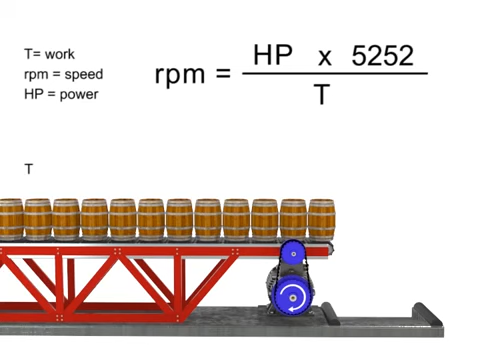 T= work
rpm = speed
HP = power
rpm = HP x 5252
T
T